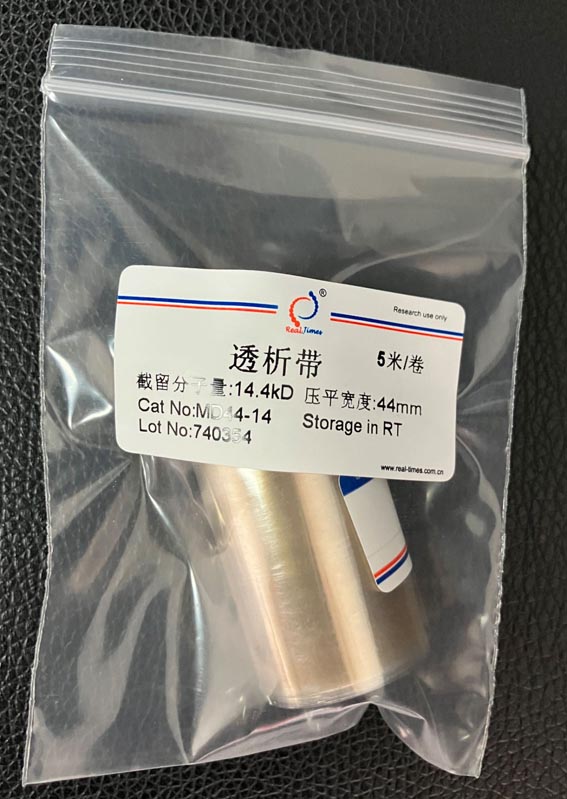 Research use only
®
Real.Times
透析带
5米/卷
截留分子量:14.4kD 压平宽度:44mm
Cat No:MD44-14
Storage in RT
Lot No:740354
www.real-times.com.cn